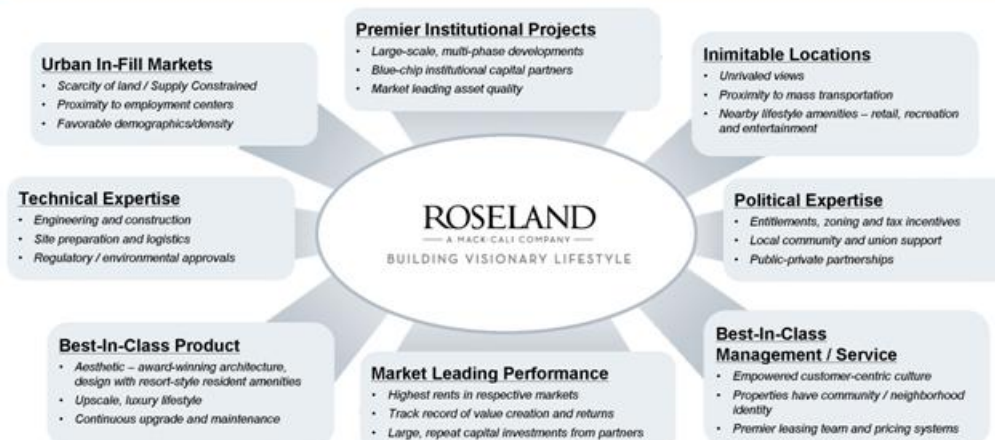 Premier Institutional Projects
• Large-scale, multi-phase developments
• Blue-chip institutional capital partners
• Market leading asset quality
Urban In-Fill Markets
• Scarcity of land / Supply Constrained
• Proximity to employment centers
• Favorable demographics/density
Inimitable Locations
• Unrivaled views
• Proximity to mass transportation
• Nearby lifestyle amenities – retail, recreation
and entertainment
Technical Expertise
• Engineering and construction
• Site preparation and logistics
• Regulatory / environmental approvals
ROSELAND
A MACK-CALI COMPANY
BUILDING VISIONARY LIFESTYLE
Political Expertise
• Entitlements, zoning and tax incentives
• Local community and union support
• Public-private partnerships
Best-In-Class Product
• Aesthetic – award-winning architecture,
design with resort-style resident amenities
• Upscale, luxury lifestyle
• Continuous upgrade and maintenance
Market Leading Performance
• Highest rents in respective markets
• Track record of value creation and returns
• Large, repeat capital investments from partners
Best-In-Class
Management / Service
• Empowered customer-centric culture
• Properties have community / neighborhood
identity
• Premier leasing team and pricing systems